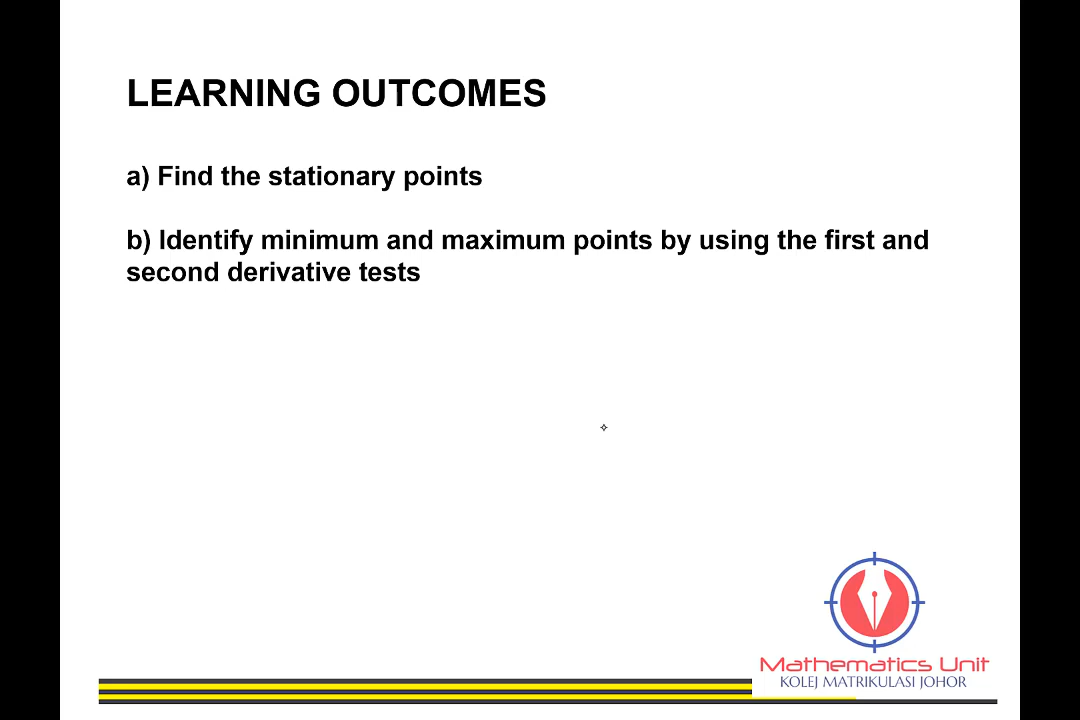 LEARNING OUTCOMES
a) Find the stationary points
b) Identify minimum and maximum points by using the first and
second derivative tests
Mathematics Unit
KOLEJ MATRIKULASI JOHOR